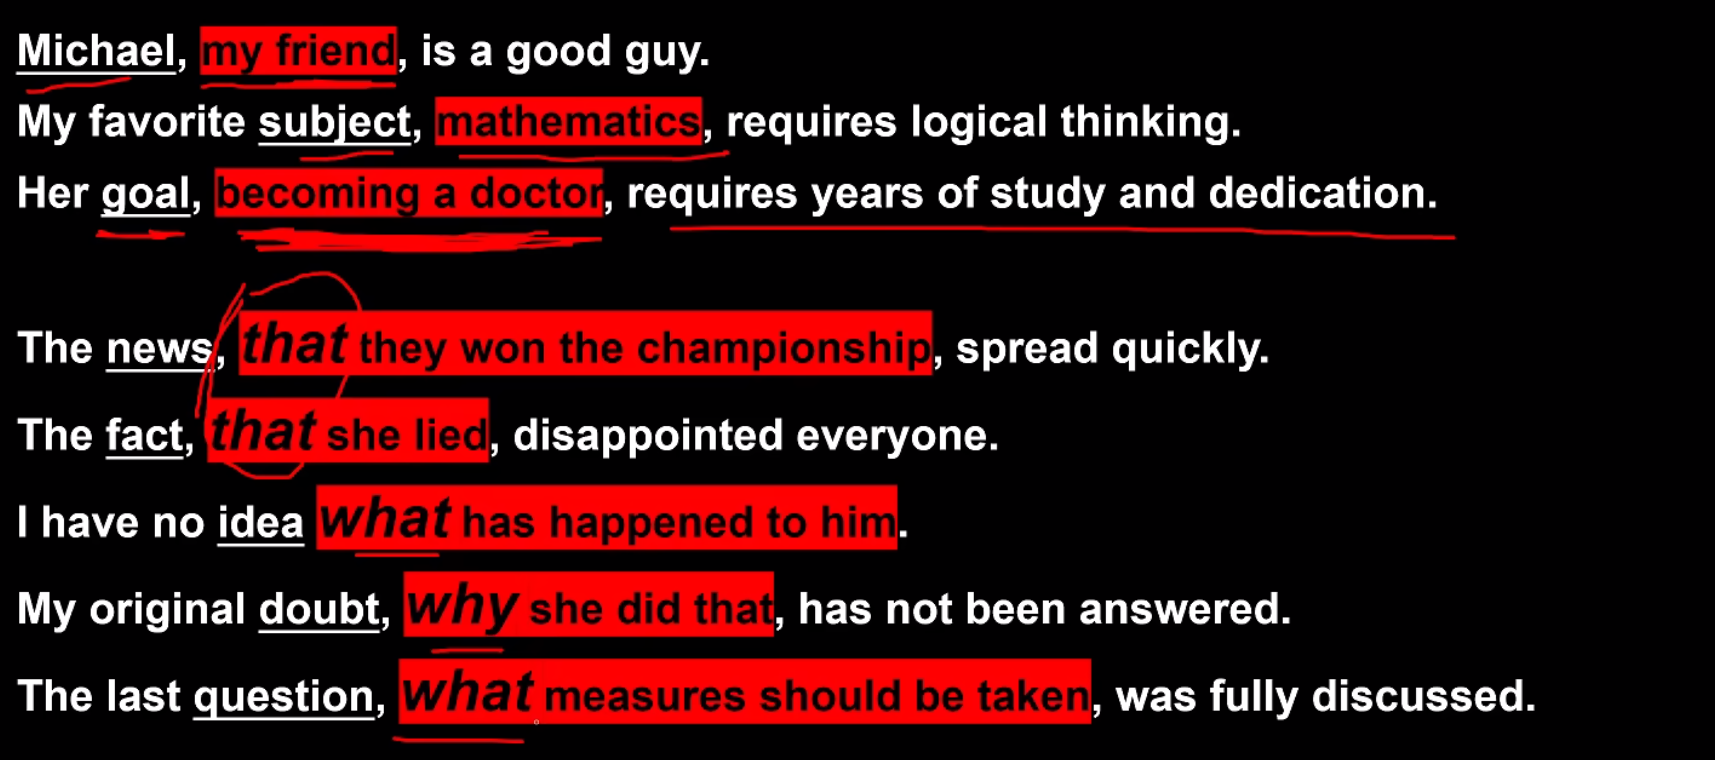 Michael, my friend, is a good guy.
My favorite subject, mathematics, requires logical thinking.
Her goal, becoming a doctor, requires years of study and dedication.
The news, that they won the championship, spread quickly.
The fact, that she lied, disappointed everyone.
I have no idea what has happened to him.
My original doubt, why she did that, has not been answered.
The last question, what measures should be taken, was fully discussed.